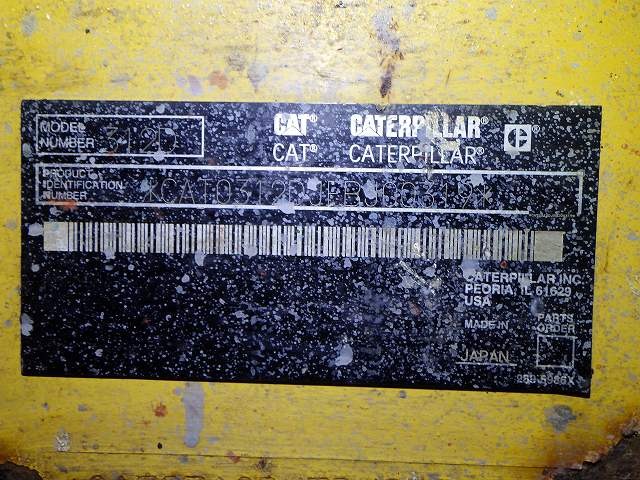 MODEL
NUMBER 312D
CAT® CATERPILLAR®
CAT® CATERPILLAR®
PRODUCT
IDENTIFICATION
NUMBER
CATERPILLAR INC
PEORIA, IL 61629
USA
MADE IN
PARTS
ORDER
JAPAN